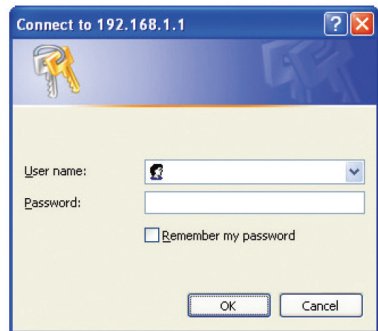 Connect to 192.168.1.1
User name:
Password:
Remember my password
OK
Cancel